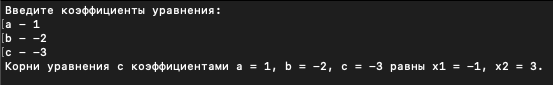 Введите коэффициенты уравнения:
[a – 1
[b – –2
[c – –3
Корни уравнения с коэффициентами a = 1, b = –2, c = –3 равны x1 = –1, x2 = 3.